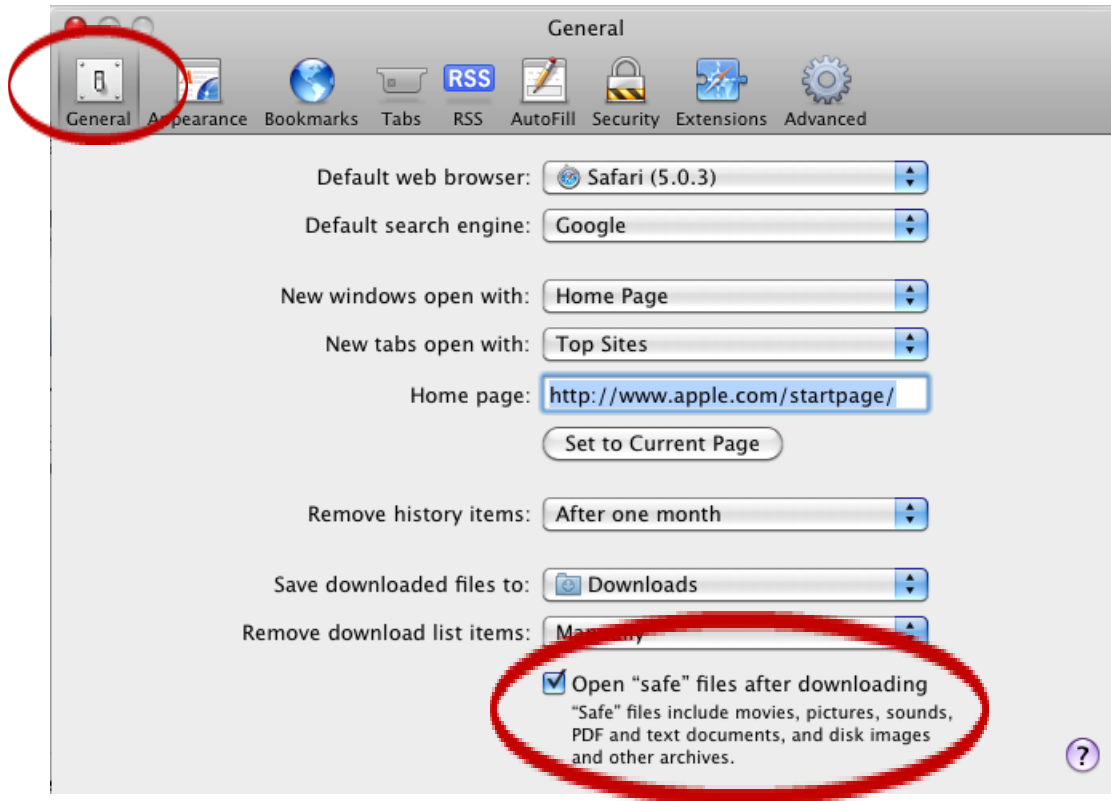 General
RSS
General Appearance Bookmarks Tabs RSS AutoFill Security Extensions Advanced
Default web browser: Safari (5.0.3)
Default search engine: Google
New windows open with: Home Page
New tabs open with: Top Sites
Home page: http://www.apple.com/startpage/
Set to Current Page
Remove history items: After one month
Save downloaded files to: Downloads
Remove download list items: Manually
Open “safe” files after downloading
“Safe” files include movies, pictures, sounds,
PDF and text documents, and disk images
and other archives.
?